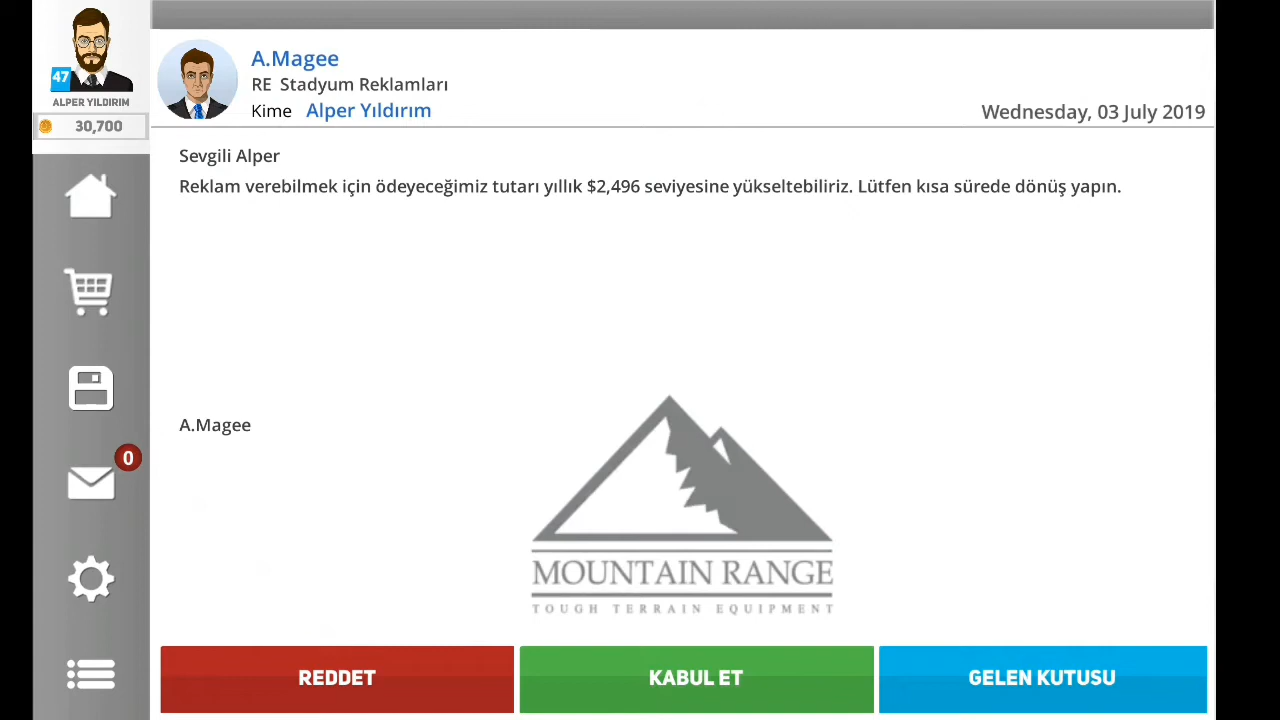 47
ALPER YILDIRIM
30,700
0
A.Magee
RE Stadyum Reklamları
Kime Alper Yıldırım
Wednesday, 03 July 2019
Sevgili Alper
Reklam verebilmek için ödeyeceğimiz tutarı yıllık $2,496 seviyesine yükseltebiliriz. Lütfen kısa sürede dönüş yapın.
A.Magee
MOUNTAIN RANGE
TOUGH TERRAIN EQUIPMENT
REDDET
KABUL ET
GELEN KUTUSU